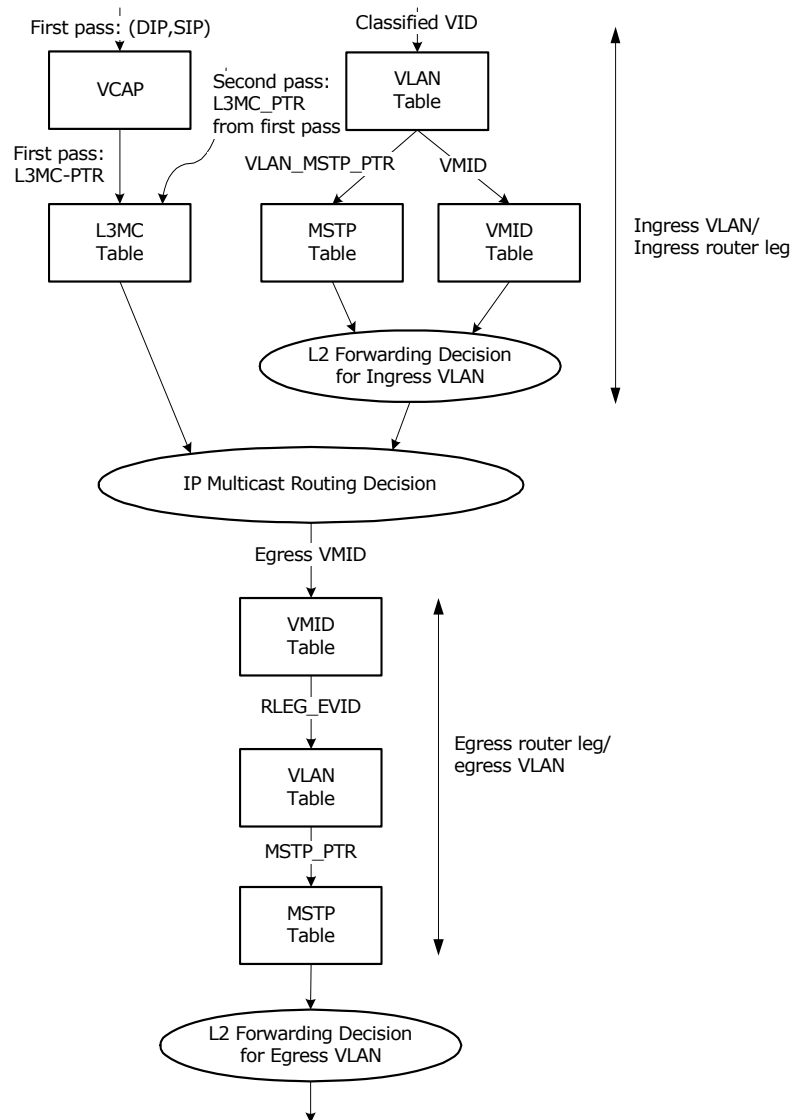 First pass: (DIP,SIP)
Classified VID
VCAP
Second pass:
L3MC_PTR
from first pass
VLAN
Table
First pass:
L3MC-PTR
VLAN_MSTP_PTR
VMID
L3MC
Table
MSTP
Table
VMID
Table
Ingress VLAN/
Ingress router leg
L2 Forwarding Decision
for Ingress VLAN
IP Multicast Routing Decision
Egress VMID
VMID
Table
RLEG_EVID
Egress router leg/
egress VLAN
VLAN
Table
MSTP_PTR
MSTP
Table
L2 Forwarding Decision
for Egress VLAN